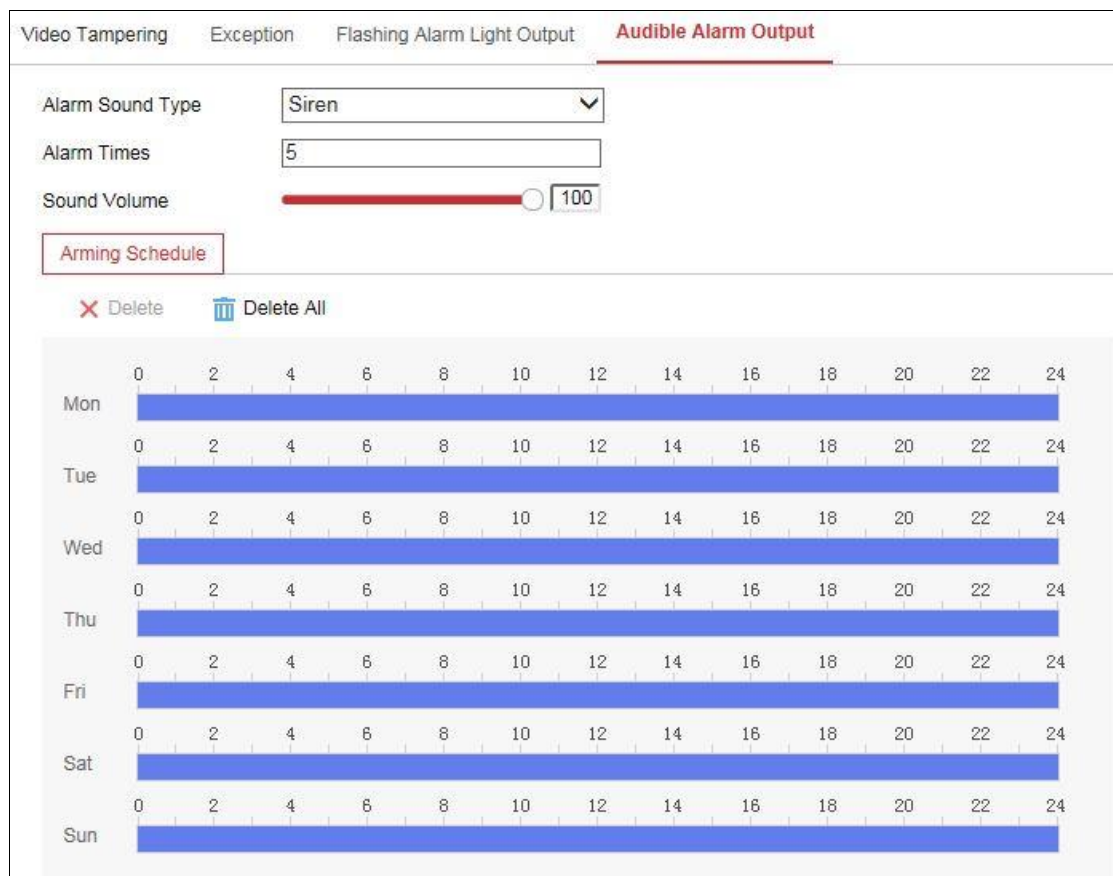 Video Tampering Exception Flashing Alarm Light Output Audible Alarm Output
Alarm Sound Type Siren
Alarm Times 5
Sound Volume 100
Arming Schedule
Delete Delete All
0 2 4 6 8 10 12 14 16 18 20 22 24
Mon
0 2 4 6 8 10 12 14 16 18 20 22 24
Tue
0 2 4 6 8 10 12 14 16 18 20 22 24
Wed
0 2 4 6 8 10 12 14 16 18 20 22 24
Thu
0 2 4 6 8 10 12 14 16 18 20 22 24
Fri
0 2 4 6 8 10 12 14 16 18 20 22 24
Sat
0 2 4 6 8 10 12 14 16 18 20 22 24
Sun